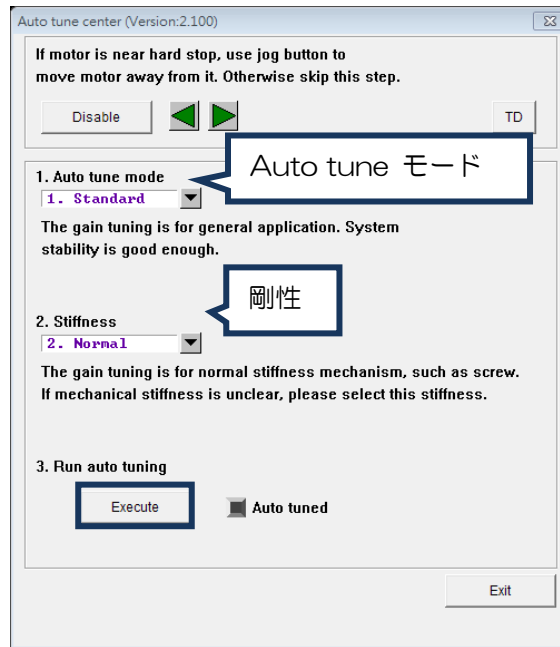 Auto tune center (Version:2.100)
If motor is near hard stop, use jog button to
move motor away from it. Otherwise skip this step.
Disable
TD
Auto tune モード
1. Auto tune mode
1. Standard
The gain tuning is for general application. System
stability is good enough.
剛性
2. Stiffness
2. Normal
The gain tuning is for normal stiffness mechanism, such as screw.
If mechanical stiffness is unclear, please select this stiffness.
3. Run auto tuning
Execute
Auto tuned
Exit